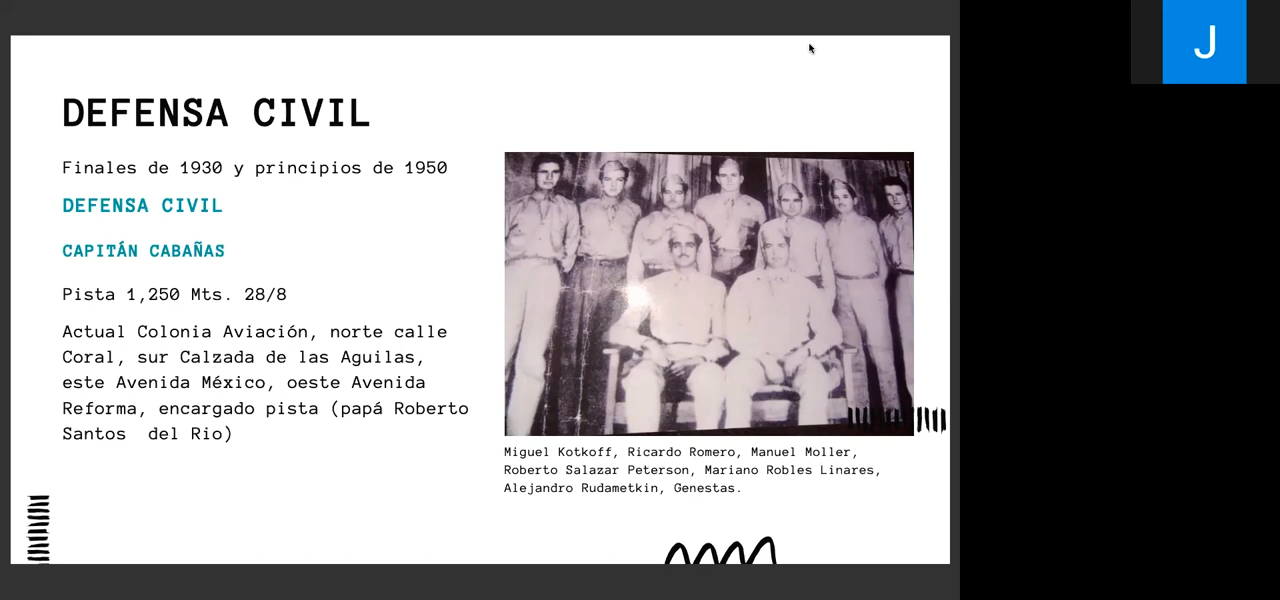 DEFENSA CIVIL
Finales de 1930 y principios de 1950
DEFENSA CIVIL
CAPITÁN CABAÑAS
Pista 1,250 Mts. 28/8
Actual Colonia Aviación, norte calle
Coral, sur Calzada de las Aguilas,
este Avenida México, oeste Avenida
Reforma, encargado pista (papá Roberto
Santos  del Rio)
Miguel Kotkoff, Ricardo Romero, Manuel Moller,
Roberto Salazar Peterson, Mariano Robles Linares,
Alejandro Rudametkin, Genestas.
J